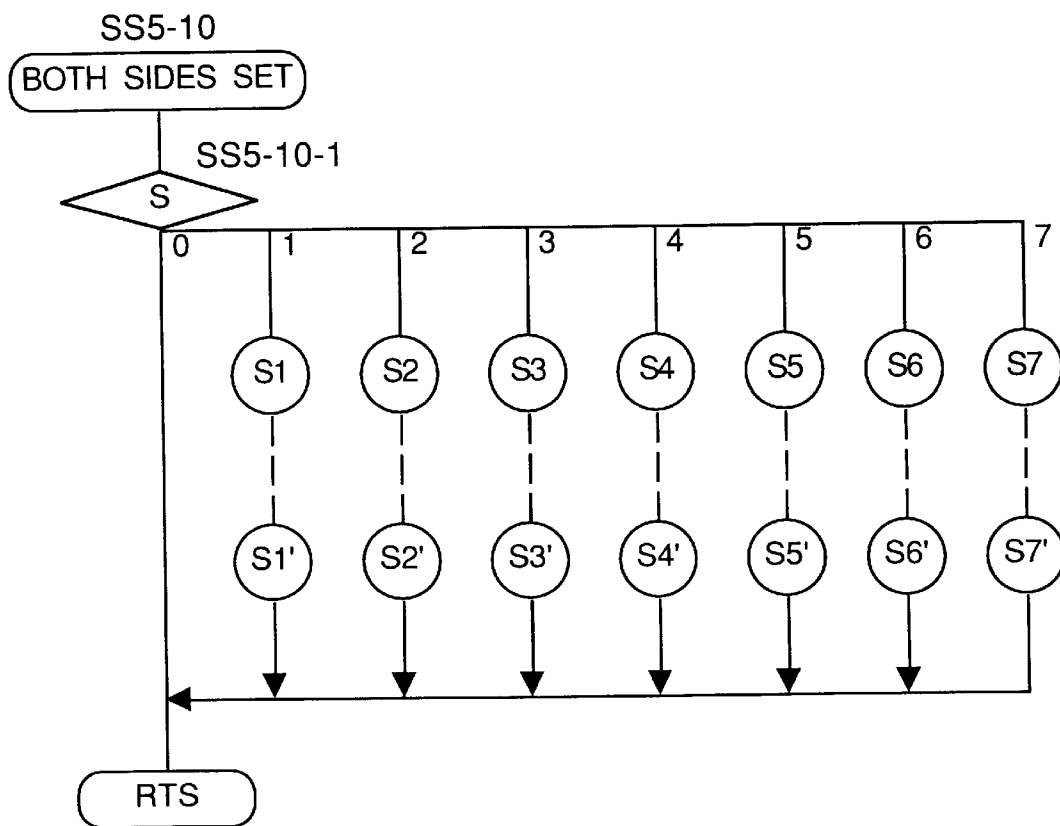 SS5-10
BOTH SIDES SET
SS5-10-1
S
0 1 2 3 4 5 6 7
S1 S2 S3 S4 S5 S6 S7
S1' S2' S3' S4' S5' S6' S7'
RTS